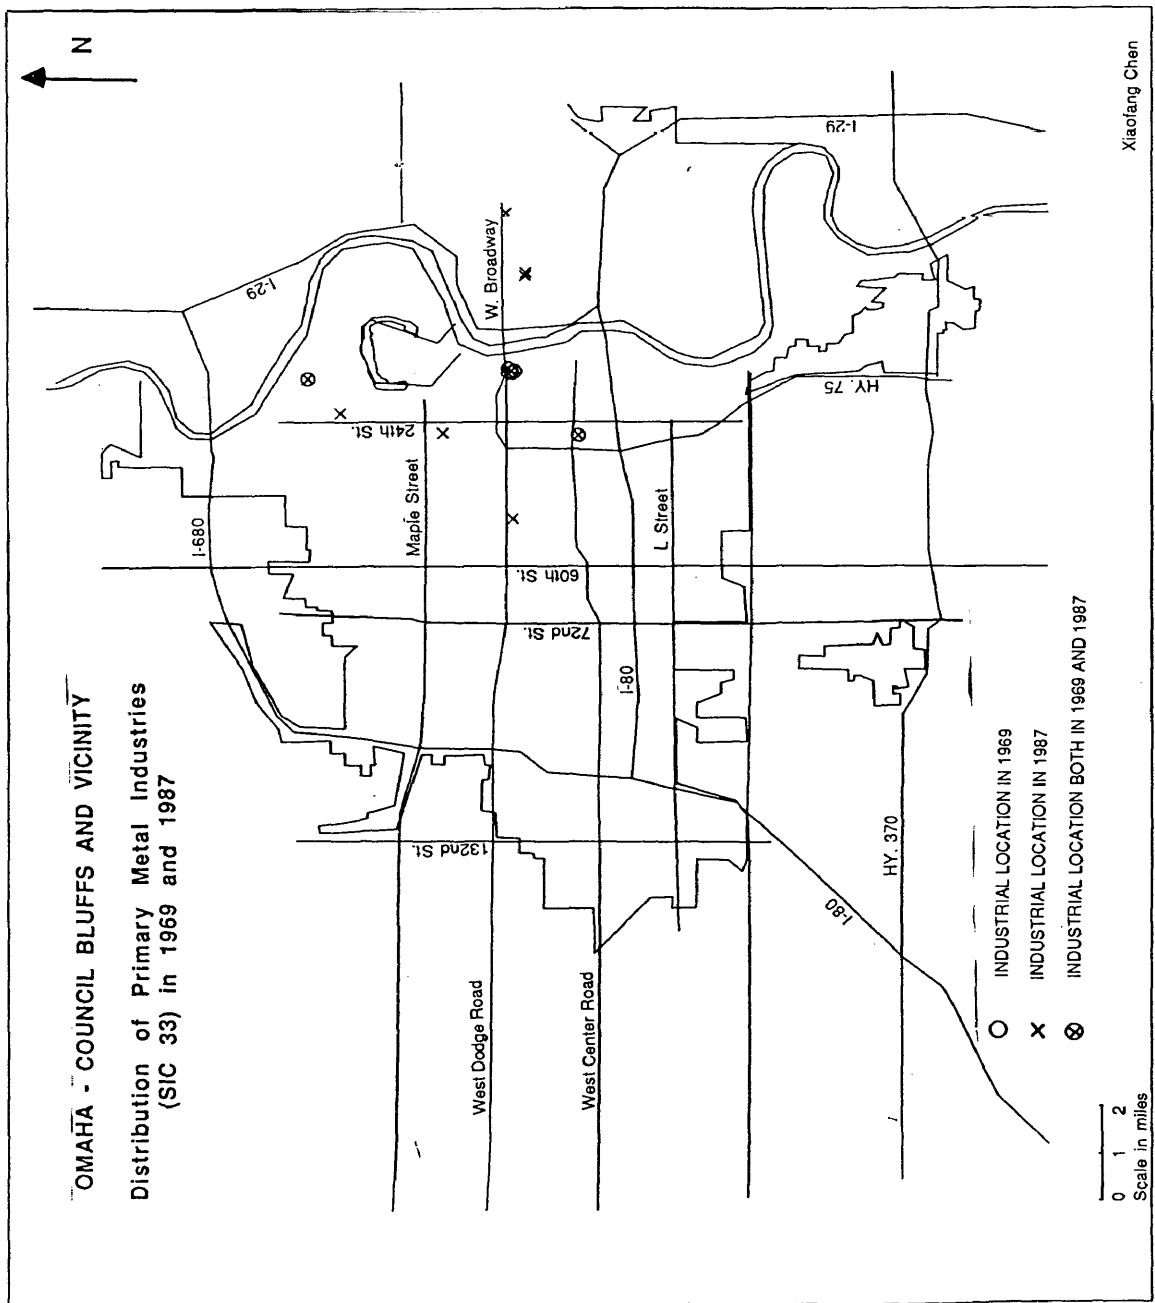 OMAHA - COUNCIL BLUFFS AND VICINITY
Distribution of Primary Metal Industries
(SIC 33) in 1969 and 1987
N
I-680
I-29
24th St.
Maple Street
W. Broadway
60th St.
72nd St.
L Street
I-80
HY. 75
I-29
132nd St.
West Dodge Road
West Center Road
I-80
HY. 370
INDUSTRIAL LOCATION IN 1969
INDUSTRIAL LOCATION IN 1987
INDUSTRIAL LOCATION BOTH IN 1969 AND 1987
0 1 2
Scale in miles
Xiaofang Chen